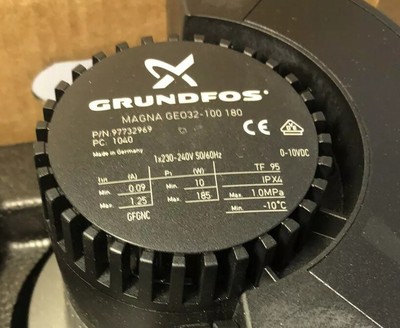 GRUNDFOS
MAGNA GEO32-100 180
P/N:97732969
PC. 1040
Made in Germany
CE
1x230-240V 50/60Hz
0-10VDC
I1/1 (A) P1 (W) TF 95
Min. 0.09 Min. 10 IPX4
Max. 1.25 Max. 185 Max. 1.0MPa
GFGNC Min. -10°C